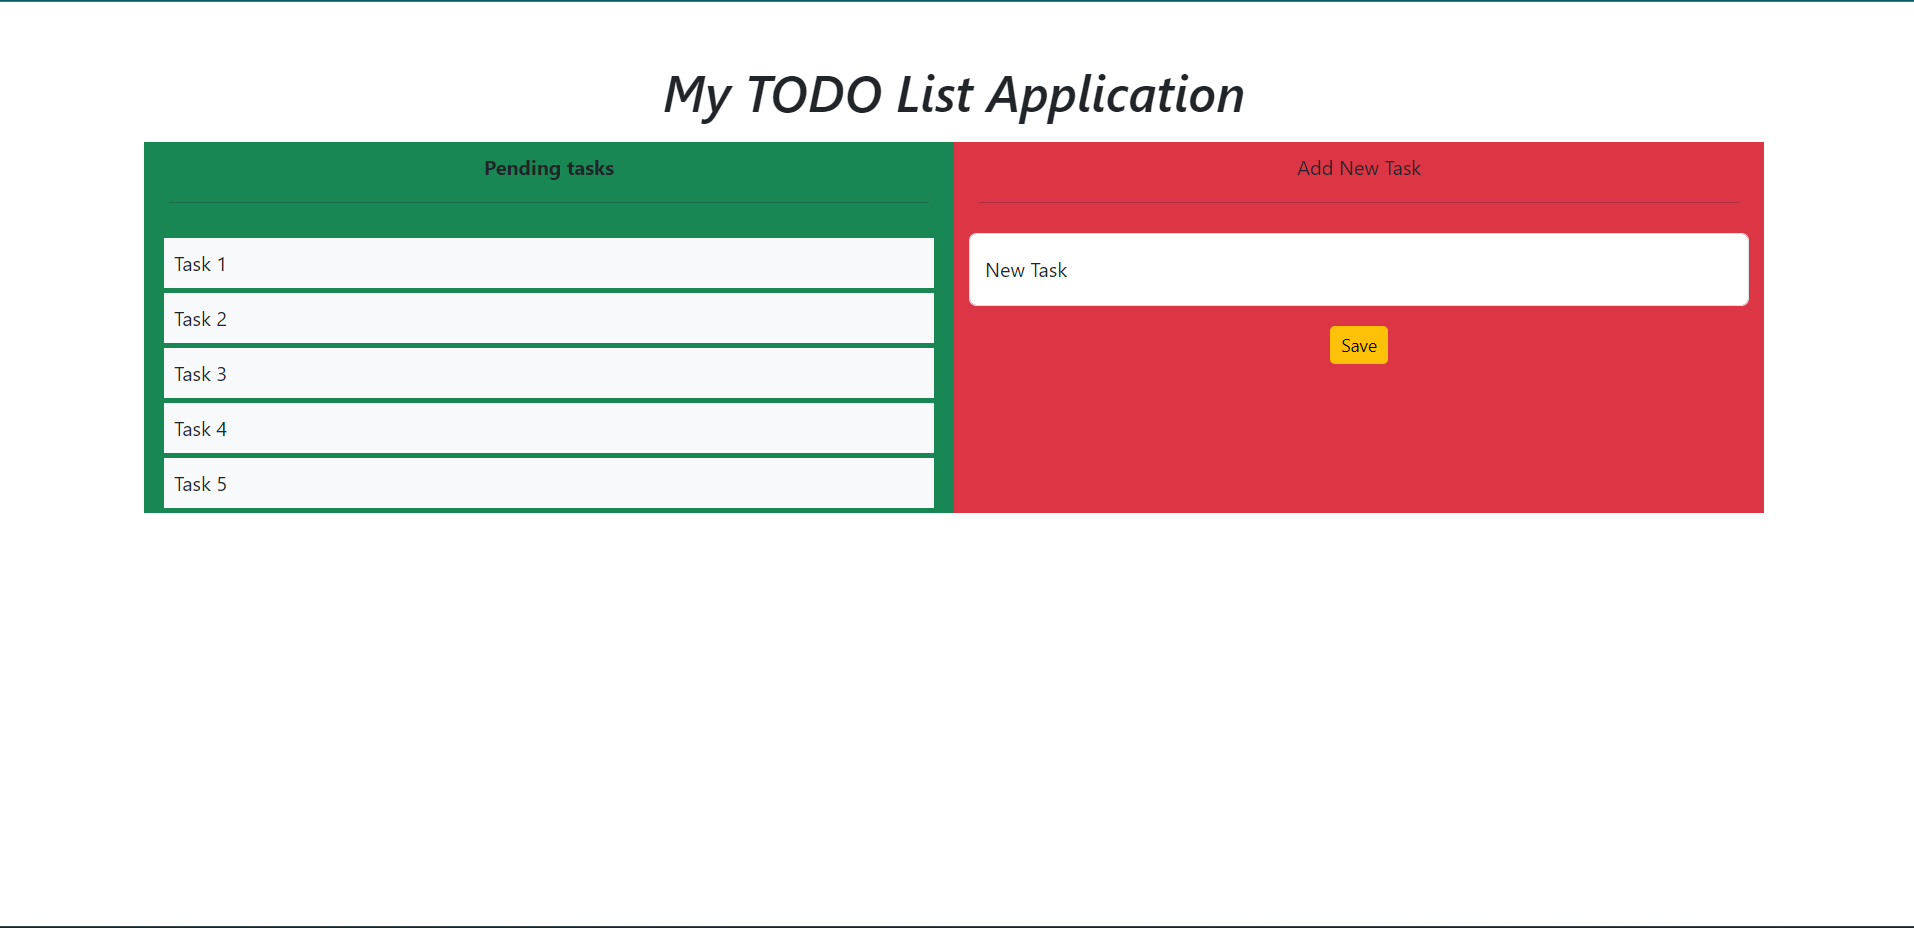 My TODO List Application
Pending tasks
Task 1
Task 2
Task 3
Task 4
Task 5
Add New Task
New Task
Save